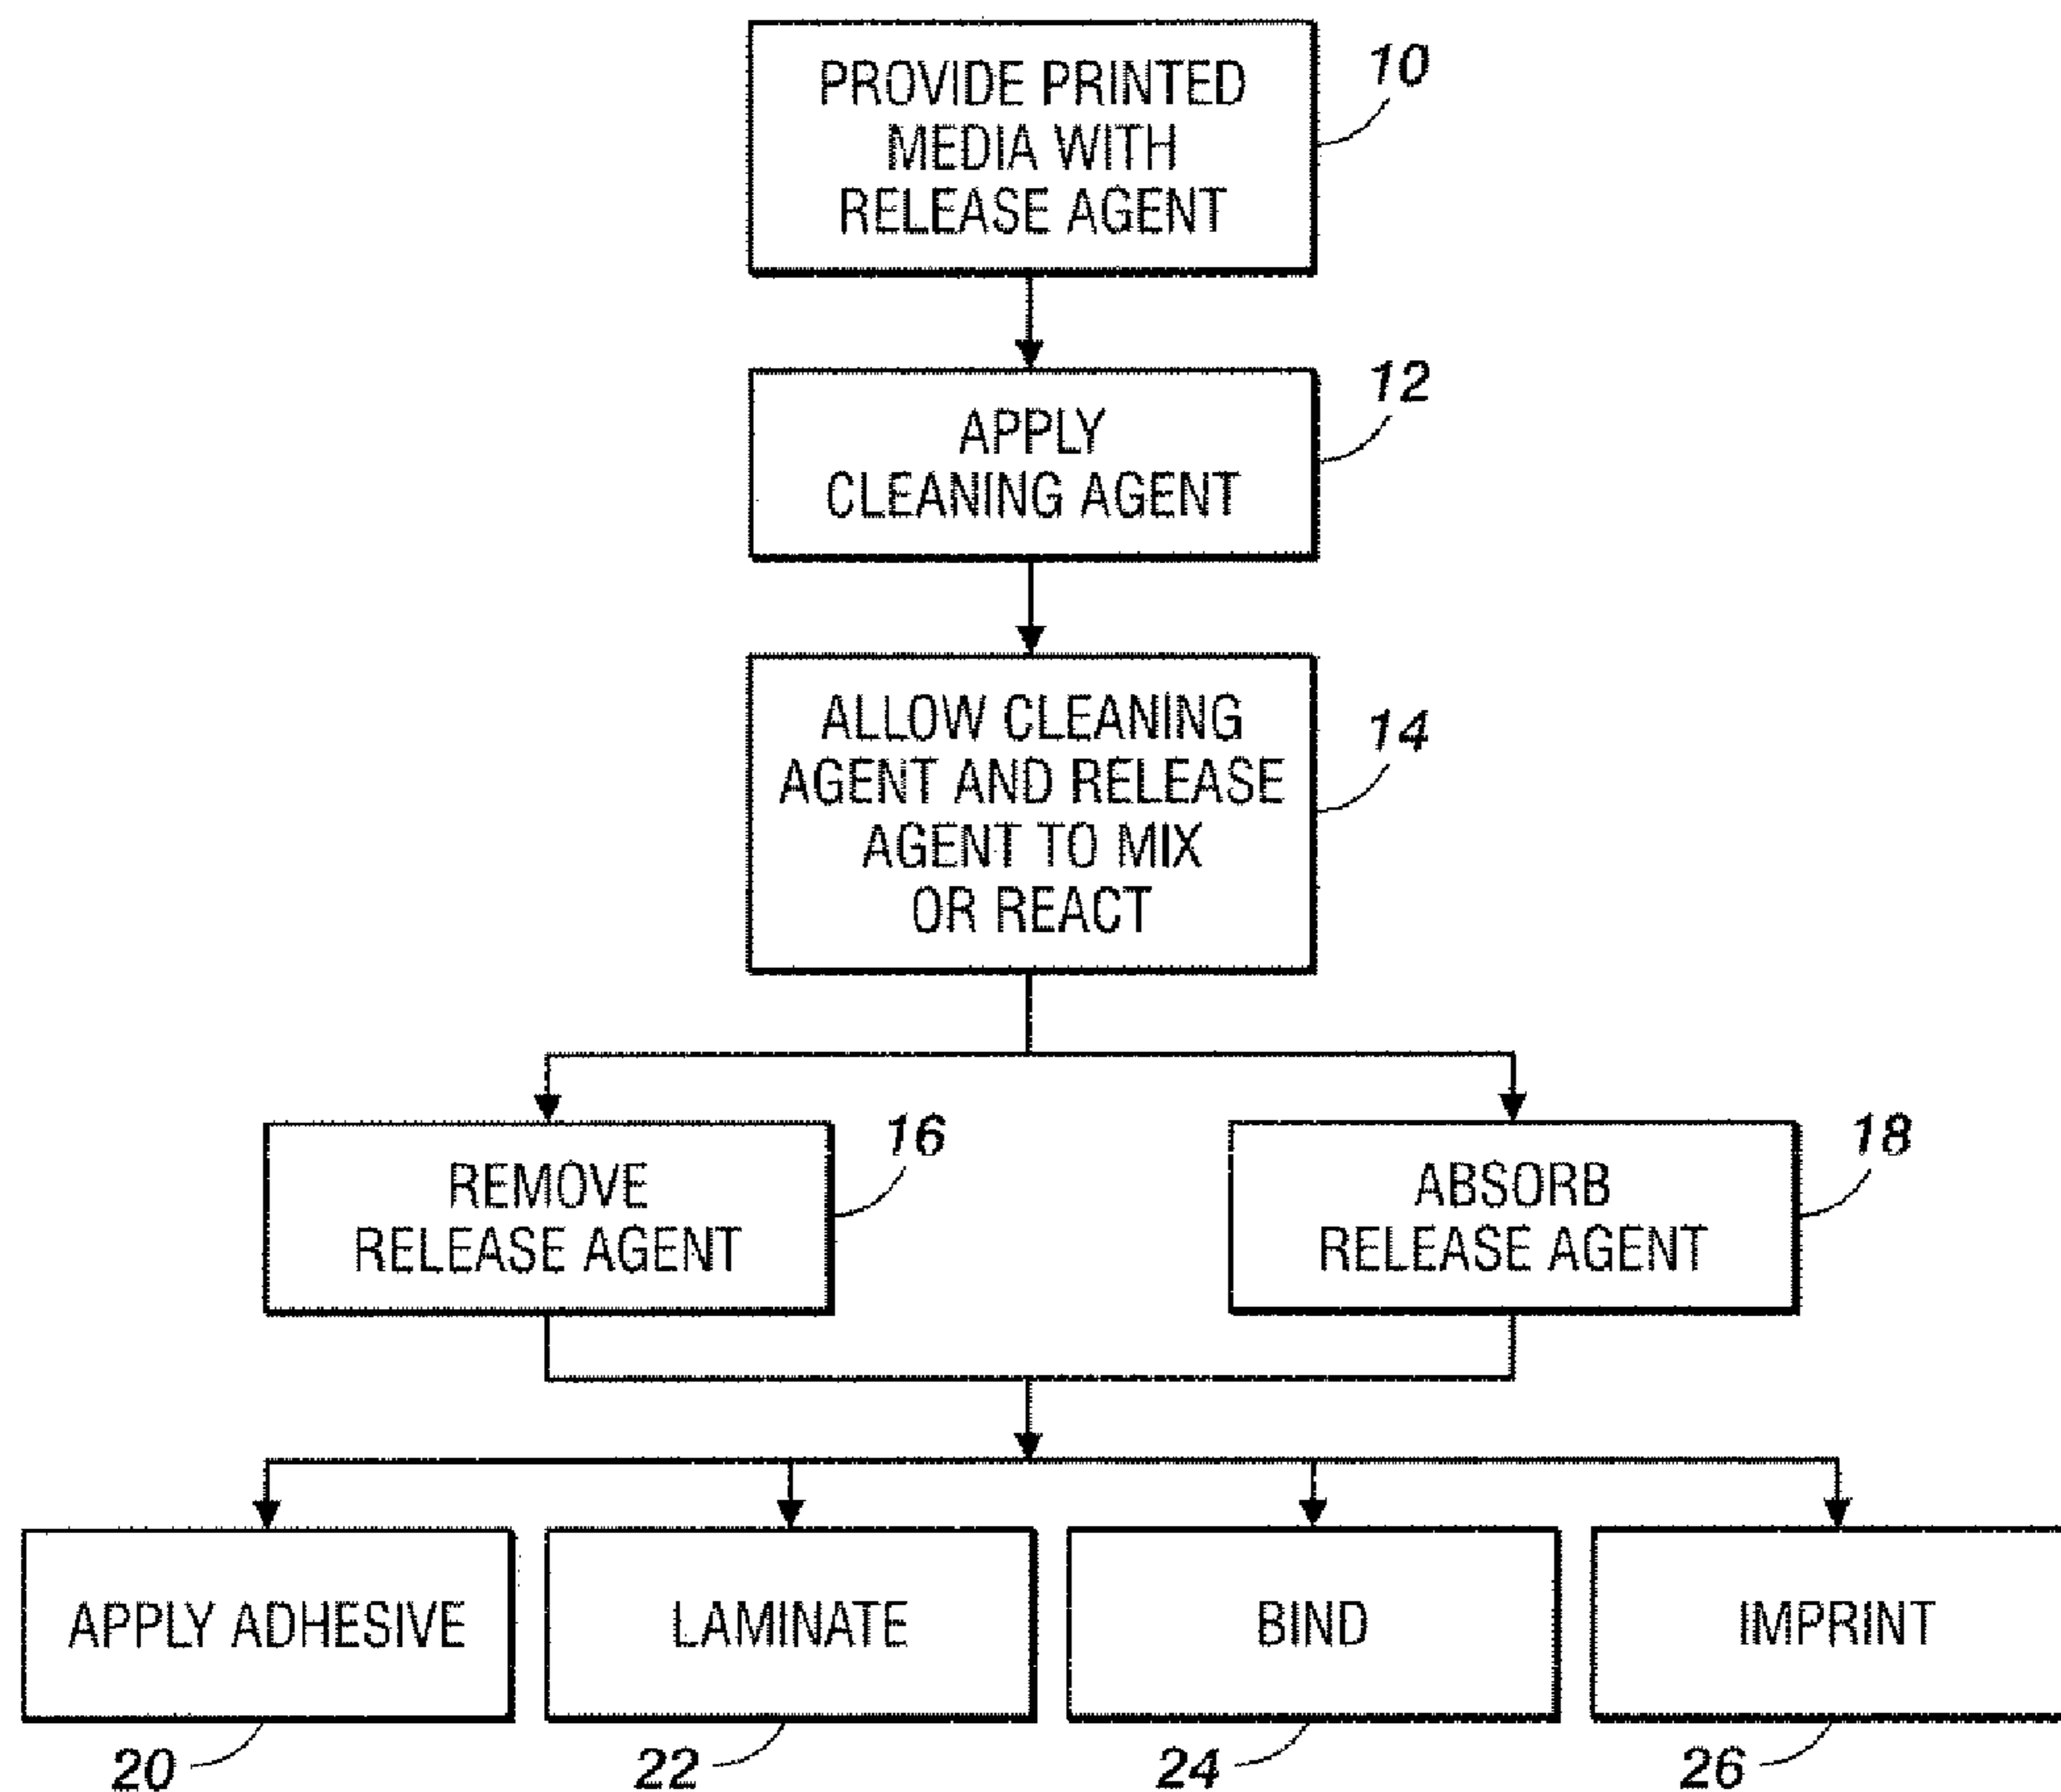 PROVIDE PRINTED
MEDIA WITH
RELEASE AGENT
10
APPLY
CLEANING AGENT
12
ALLOW CLEANING
AGENT AND RELEASE
AGENT TO MIX
OR REACT
14
REMOVE
RELEASE AGENT
16
ABSORB
RELEASE AGENT
18
APPLY ADHESIVE
LAMINATE
BIND
IMPRINT
20
22
24
26